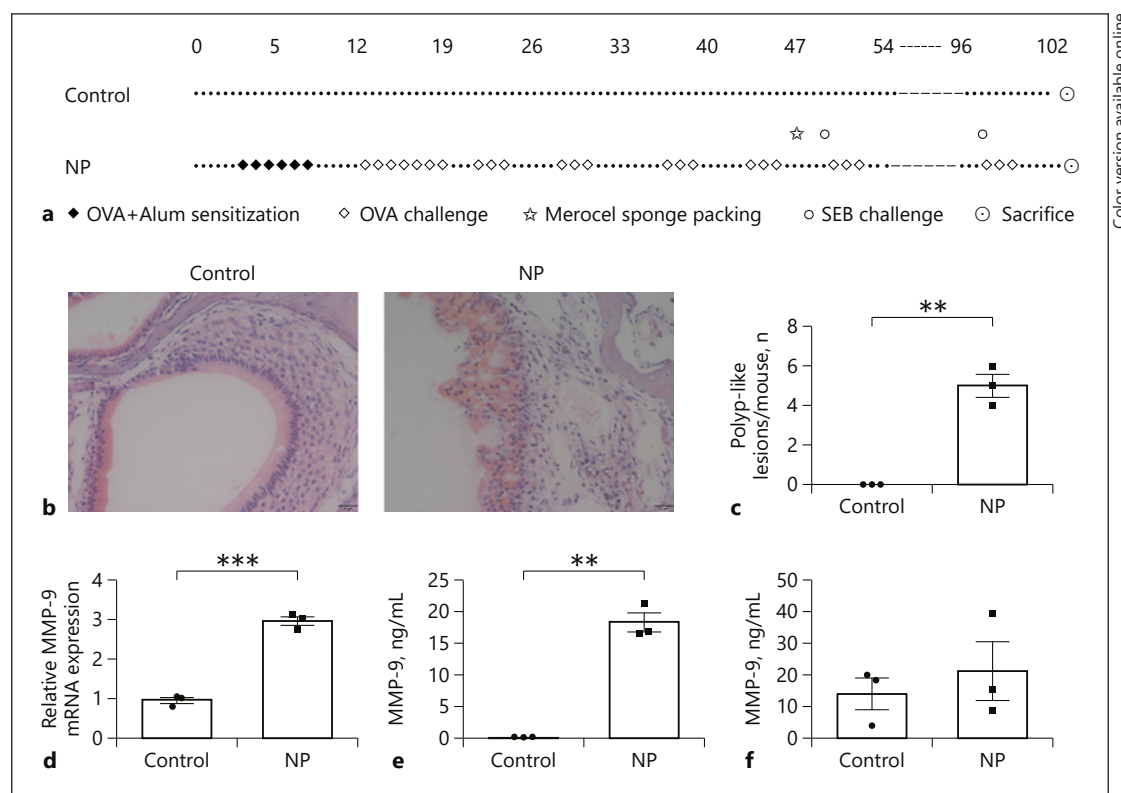 0 5 12 19 26 33 40 47 54 ------ 96 102
Control
NP
a ◆ OVA+Alum sensitization ◇ OVA challenge ☆ Merocel sponge packing ○ SEB challenge ⊙ Sacrifice
Color version available online
Control NP
b
**
8
6
4
2
0
Polyp-like
lesions/mouse, n
Control NP
c
***
4
3
2
1
0
Relative MMP-9
mRNA expression
Control NP
d
**
25
20
15
10
5
0
MMP-9, ng/mL
Control NP
e
50
40
30
20
10
0
MMP-9, ng/mL
Control NP
f